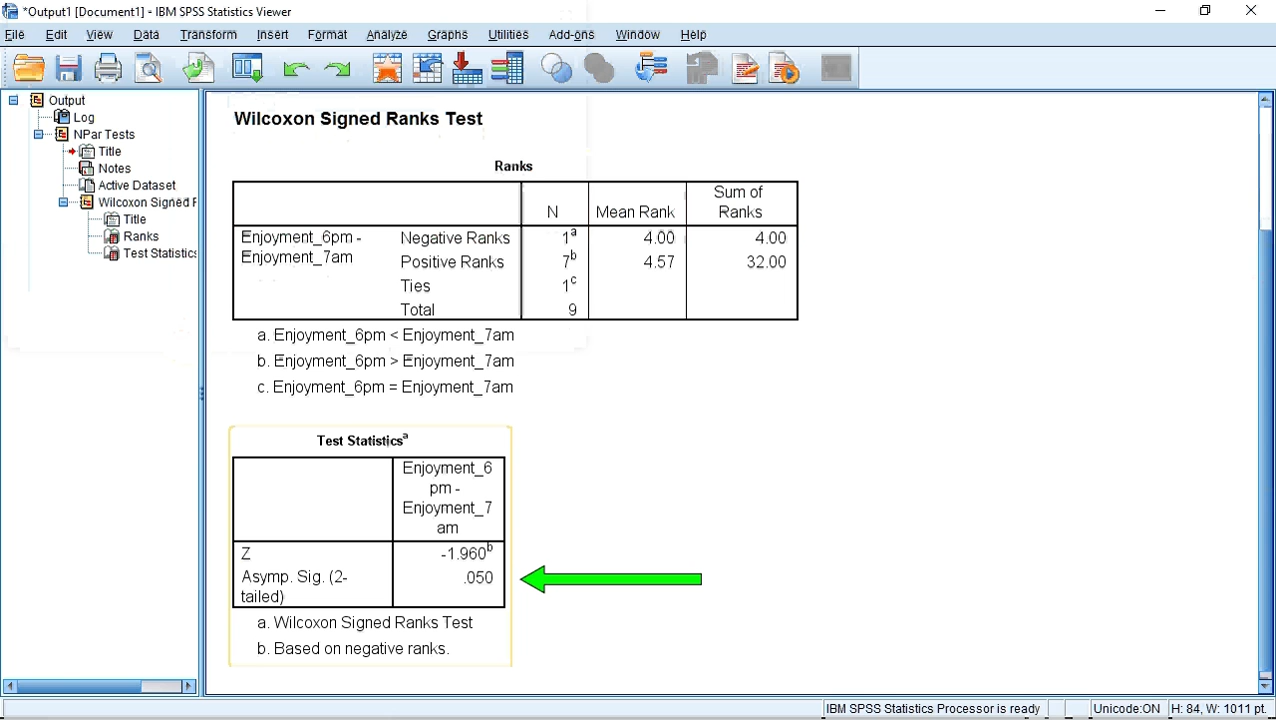 *Output1 [Document1] - IBM SPSS Statistics Viewer
File Edit View Data Transform Insert Format Analyze Graphs Utilities Add-ons Window Help
Output
Log
NPar Tests
Title
Notes
Active Dataset
Wilcoxon Signed R
Title
Ranks
Test Statistics
Wilcoxon Signed Ranks Test
Ranks
N Mean Rank Sum of Ranks
Enjoyment_6pm - Enjoyment_7am Negative Ranks 1a 4.00 4.00
Positive Ranks 7b 4.57 32.00
Ties 1c
Total 9
a. Enjoyment_6pm < Enjoyment_7am
b. Enjoyment_6pm > Enjoyment_7am
c. Enjoyment_6pm = Enjoyment_7am
Test Statisticsa
Enjoyment_6
pm -
Enjoyment_7
am
Z -1.960b
Asymp. Sig. (2- .050
tailed)
a. Wilcoxon Signed Ranks Test
b. Based on negative ranks.
IBM SPSS Statistics Processor is ready Unicode:ON H: 84, W: 1011 pt.